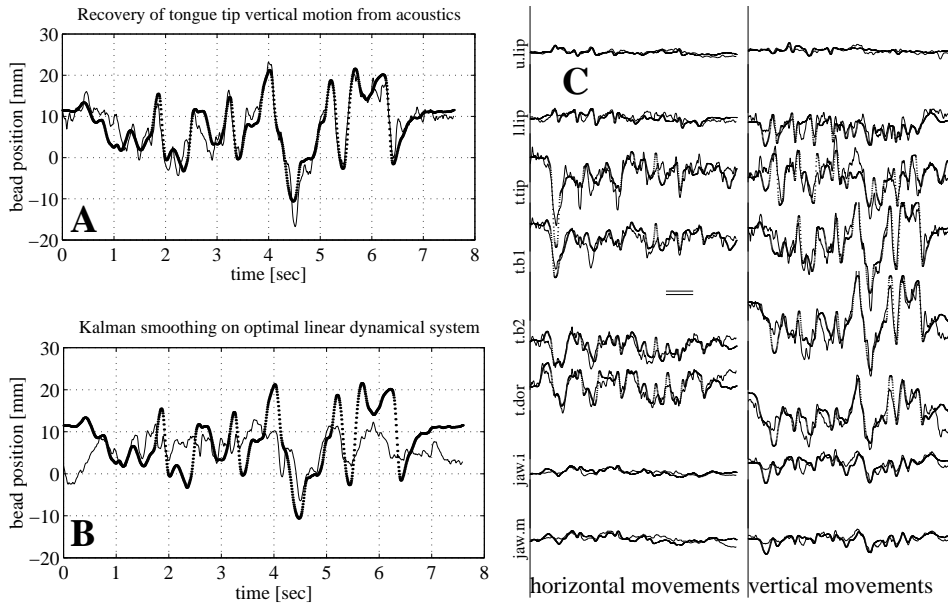 Recovery of tongue tip vertical motion from acoustics
bead position [mm]
30
20
10
0
−10
−20
A
0 1 2 3 4 5 6 7 8
time [sec]
Kalman smoothing on optimal linear dynamical system
bead position [mm]
30
20
10
0
−10
−20
B
0 1 2 3 4 5 6 7 8
time [sec]
C
u.lip
l.lip
t.tip
t.b1
t.b2
t.dor
jaw.i
jaw.m
horizontal movements
vertical movements